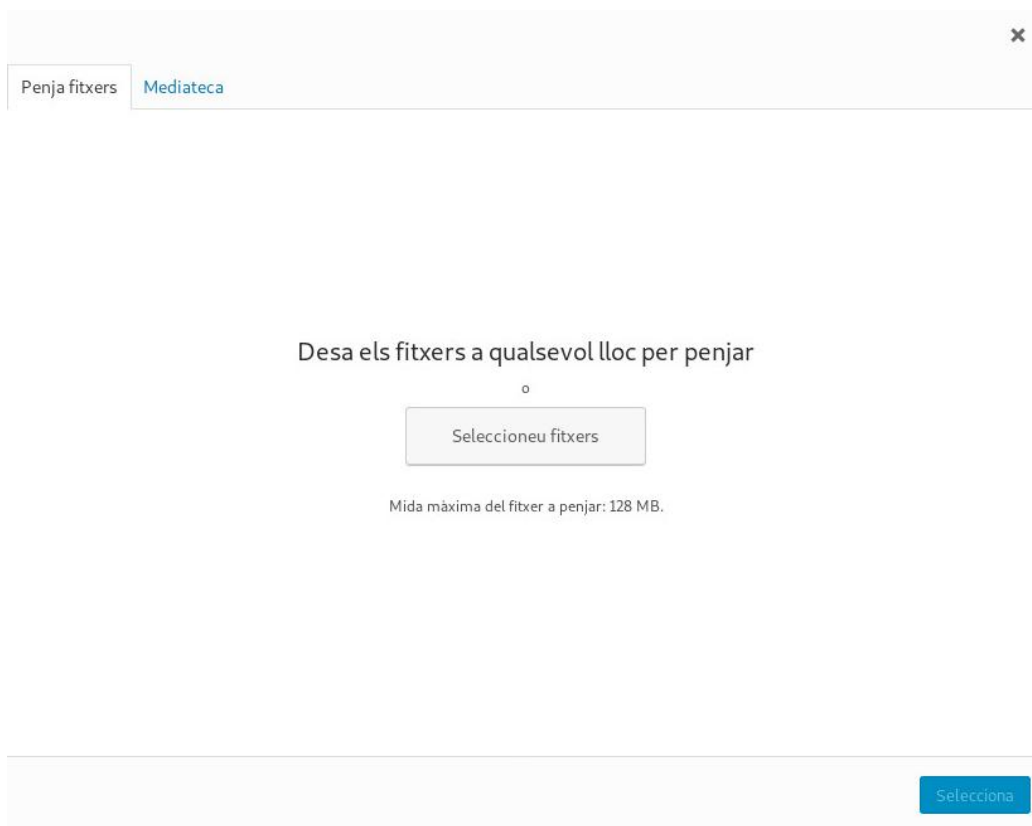 Penja fitxers
Mediateca
Desa els fitxers a qualsevol lloc per penjar
o
Seleccioneu fitxers
Mida màxima del fitxer a penjar: 128 MB.
Selecciona